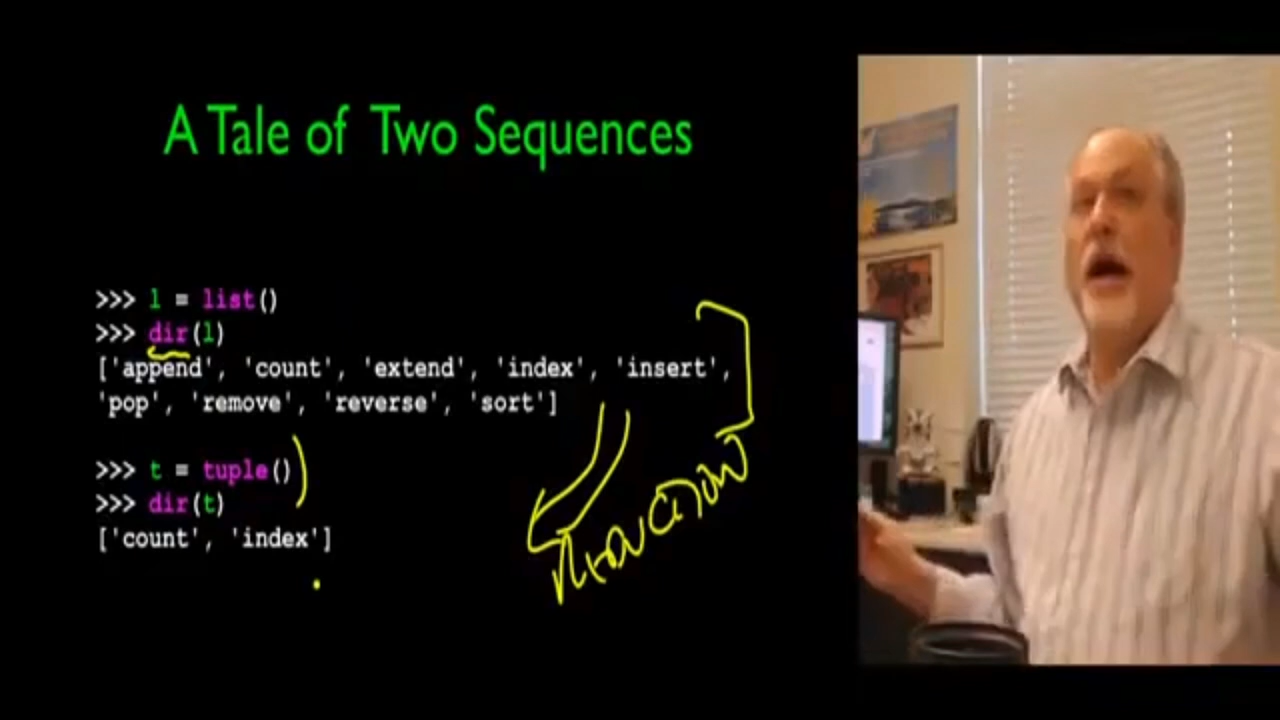 A Tale of Two Sequences
>>> l = list()
>>> dir(l)
['append', 'count', 'extend', 'index', 'insert',
'pop', 'remove', 'reverse', 'sort']
>>> t = tuple()
>>> dir(t)
['count', 'index']